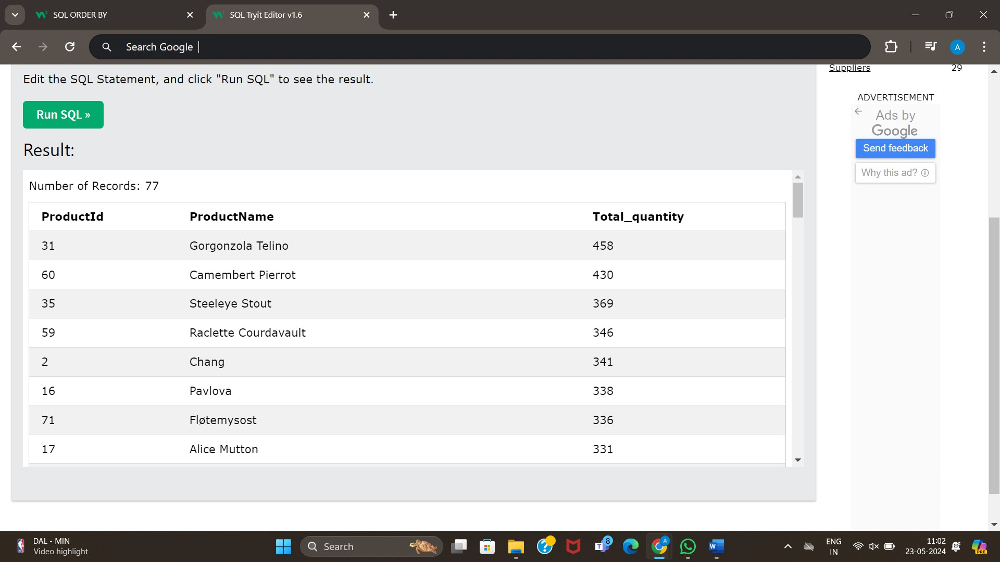 SQL ORDER BY
SQL Tryit Editor v1.6
Search Google
A
Edit the SQL Statement, and click "Run SQL" to see the result.
Suppliers 29
Run SQL »
Result:
Number of Records: 77
ProductId ProductName Total_quantity
31 Gorgonzola Telino 458
60 Camembert Pierrot 430
35 Steeleye Stout 369
59 Raclette Courdavault 346
2 Chang 341
16 Pavlova 338
71 Fløtemysost 336
17 Alice Mutton 331
ADVERTISEMENT
Ads by
Google
Send feedback
Why this ad?
DAL - MIN
Video highlight
Search
8
A
W
ENG
IN
11:02
23-05-2024
PRE